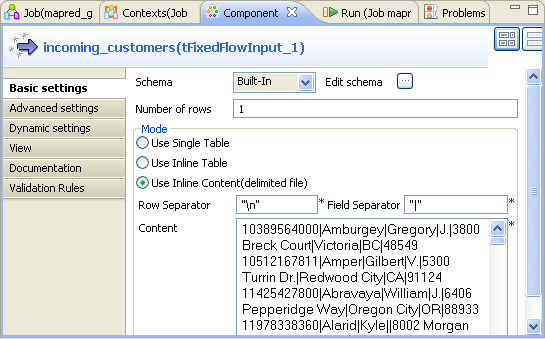 Job(mapred_g
Contexts(Job
Component
Run (Job mapr
Problems
incoming_customers(tFixedFlowInput_1)
Basic settings
Advanced settings
Dynamic settings
View
Documentation
Validation Rules
Schema
Built-In
Edit schema
...
Number of rows
1
Mode
Use Single Table
Use Inline Table
Use Inline Content(delimited file)
Row Separator
"\n"
*
Field Separator
"|"
*
Content
10389564000|Amburgey|Gregory|J.|3800
Breck Court|Victoria|BC|48549
10512167811|Amper|Gilbert|V.|5300
Turrin Dr.|Redwood City|CA|91124
11425427800|Abravaya|William|J.|6406
Pepperidge Way|Oregon City|OR|88933
11978338360|Alarid|Kyle||8002 Morgan
*